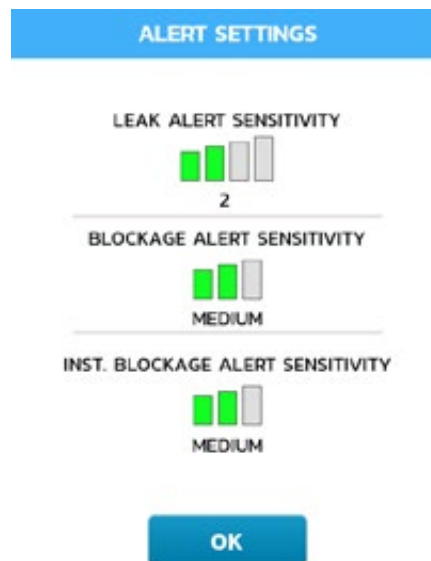 ALERT SETTINGS
LEAK ALERT SENSITIVITY
2
BLOCKAGE ALERT SENSITIVITY
MEDIUM
INST. BLOCKAGE ALERT SENSITIVITY
MEDIUM
OK